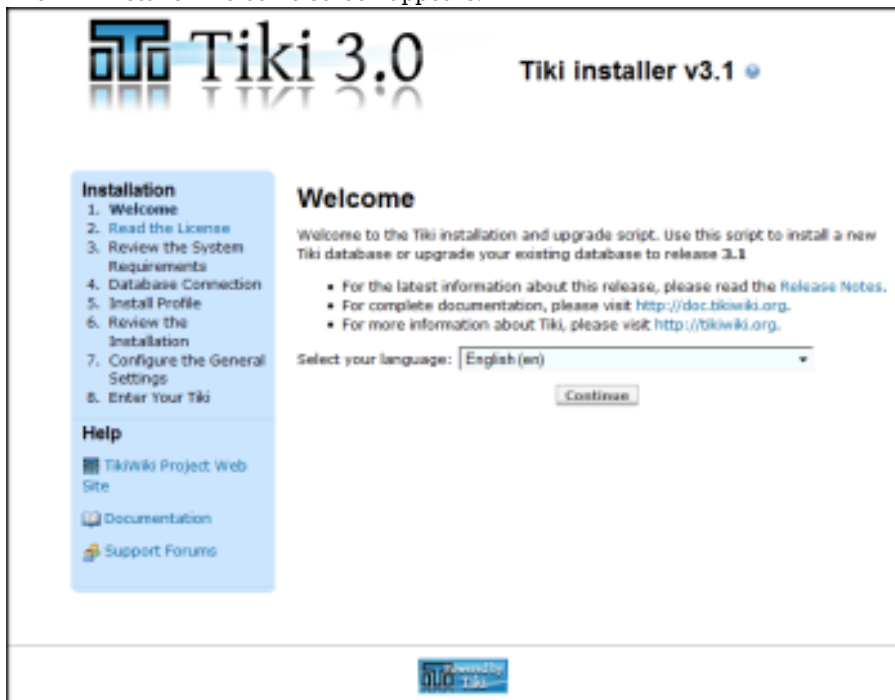 Tiki 3.0
Tiki installer v3.1
Installation
1. Welcome
2. Read the License
3. Review the System
Requirements
4. Database Connection
5. Install Profile
6. Review the
Installation
7. Configure the General
Settings
8. Enter Your Tiki
Help
TikiWiki Project Web
Site
Documentation
Support Forums
Welcome
Welcome to the Tiki installation and upgrade script. Use this script to install a new
Tiki database or upgrade your existing database to release 3.1
• For the latest information about this release, please read the Release Notes.
• For complete documentation, please visit http://doc.tikiwiki.org.
• For more information about Tiki, please visit http://tikiwiki.org.
Select your language: English (en)
Continue
Powered by
Tiki